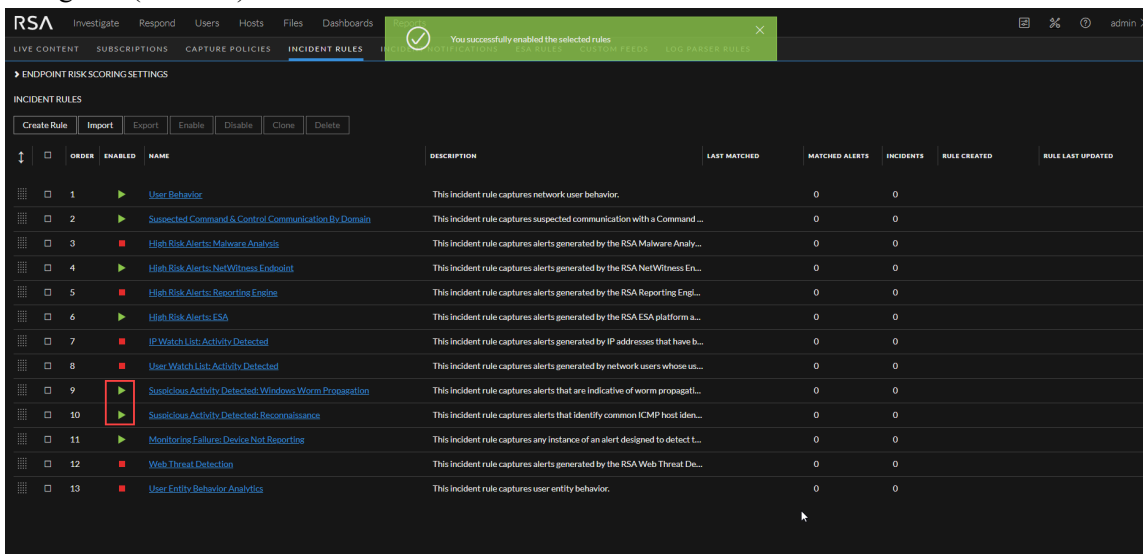 RSA Investigate Respond Users Hosts Files Dashboards Reports admin
You successfully enabled the selected rules
LIVE CONTENT SUBSCRIPTIONS CAPTURE POLICIES INCIDENT RULES INCIDENT NOTIFICATIONS ESA RULES CUSTOM FEEDS LOG PARSER RULES
ENDPOINT RISK SCORING SETTINGS
INCIDENT RULES
Create Rule Import Export Enable Disable Clone Delete
ORDER ENABLED NAME DESCRIPTION LAST MATCHED MATCHED ALERTS INCIDENTS RULE CREATED RULE LAST UPDATED
1 User Behavior This incident rule captures network user behavior. 0 0
2 Suspected Command & Control Communication By Domain This incident rule captures suspected communication with a Command ... 0 0
3 High Risk Alerts: Malware Analysis This incident rule captures alerts generated by the RSA Malware Analy... 0 0
4 High Risk Alerts: NetWitness Endpoint This incident rule captures alerts generated by the RSA NetWitness En... 0 0
5 High Risk Alerts: Reporting Engine This incident rule captures alerts generated by the RSA Reporting Engi... 0 0
6 High Risk Alerts: ESA This incident rule captures alerts generated by the RSA ESA platform a... 0 0
7 IP Watch List: Activity Detected This incident rule captures alerts generated by IP addresses that have b... 0 0
8 User Watch List: Activity Detected This incident rule captures alerts generated by network users whose us... 0 0
9 Suspicious Activity Detected: Windows Worm Propagation This incident rule captures alerts that are indicative of worm propagati... 0 0
10 Suspicious Activity Detected: Reconnaissance This incident rule captures alerts that identify common ICMP host iden... 0 0
11 Monitoring Failure: Device Not Reporting This incident rule captures any instance of an alert designed to detect t... 0 0
12 Web Threat Detection This incident rule captures alerts generated by the RSA Web Threat De... 0 0
13 User Entity Behavior Analytics This incident rule captures user entity behavior. 0 0